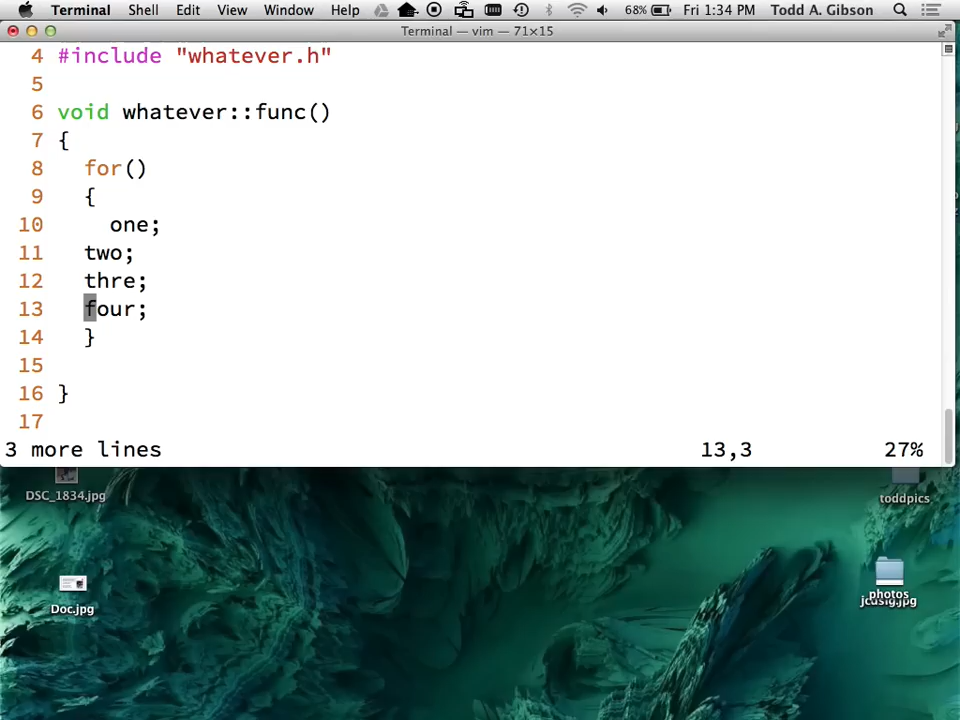 Terminal Shell Edit View Window Help 68% Fri 1:34 PM Todd A. Gibson
Terminal — vim — 71×15
4 #include "whatever.h"
5
6 void whatever::func()
7 {
8 for()
9 {
10 one;
11 two;
12 thre;
13 four;
14 }
15
16 }
17
3 more lines 13,3 27%
DSC_1834.jpg
toddpics
Doc.jpg
photos